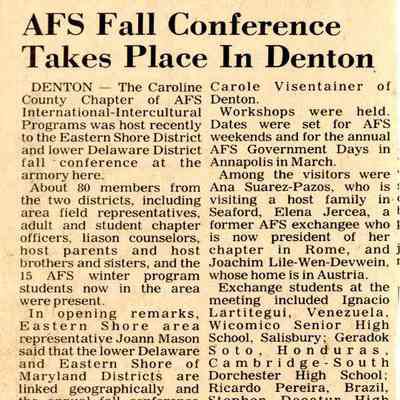 AFS Fall Conference
Takes Place In Denton
DENTON — The Caroline
County Chapter of AFS
International-Intercultural
Programs was host recently
to the Eastern Shore District
and lower Delaware District
fall conference at the
armory here.
About 80 members from
the two districts, including
area field representatives,
adult and student chapter
officers, liason counselors,
host parents and host
brothers and sisters, and the
15 AFS winter program
students now in the area
were present.
In opening remarks,
Eastern Shore area
representative Joann Mason
said that the lower Delaware
and Eastern Shore of
Maryland Districts are
linked geographically and
the annual fall conference
Carole Visentainer of
Denton.
Workshops were held.
Dates were set for AFS
weekends and for the annual
AFS Government Days in
Annapolis in March.
Among the visitors were
Ana Suarez-Pazos, who is
visiting a host family in
Seaford, Elena Jercea, a
former AFS exchangee who
is now president of her
chapter in Rome, and
Joachim Lile-Wen-Devwein,
whose home is in Austria.
Exchange students at the
meeting included Ignacio
Lartitegui, Venezuela,
Wicomico Senior High
School, Salisbury; Geradok
Soto, Honduras,
Cambridge-South
Dorchester High School;
Ricardo Pereira, Brazil,
Stephen Decatur High